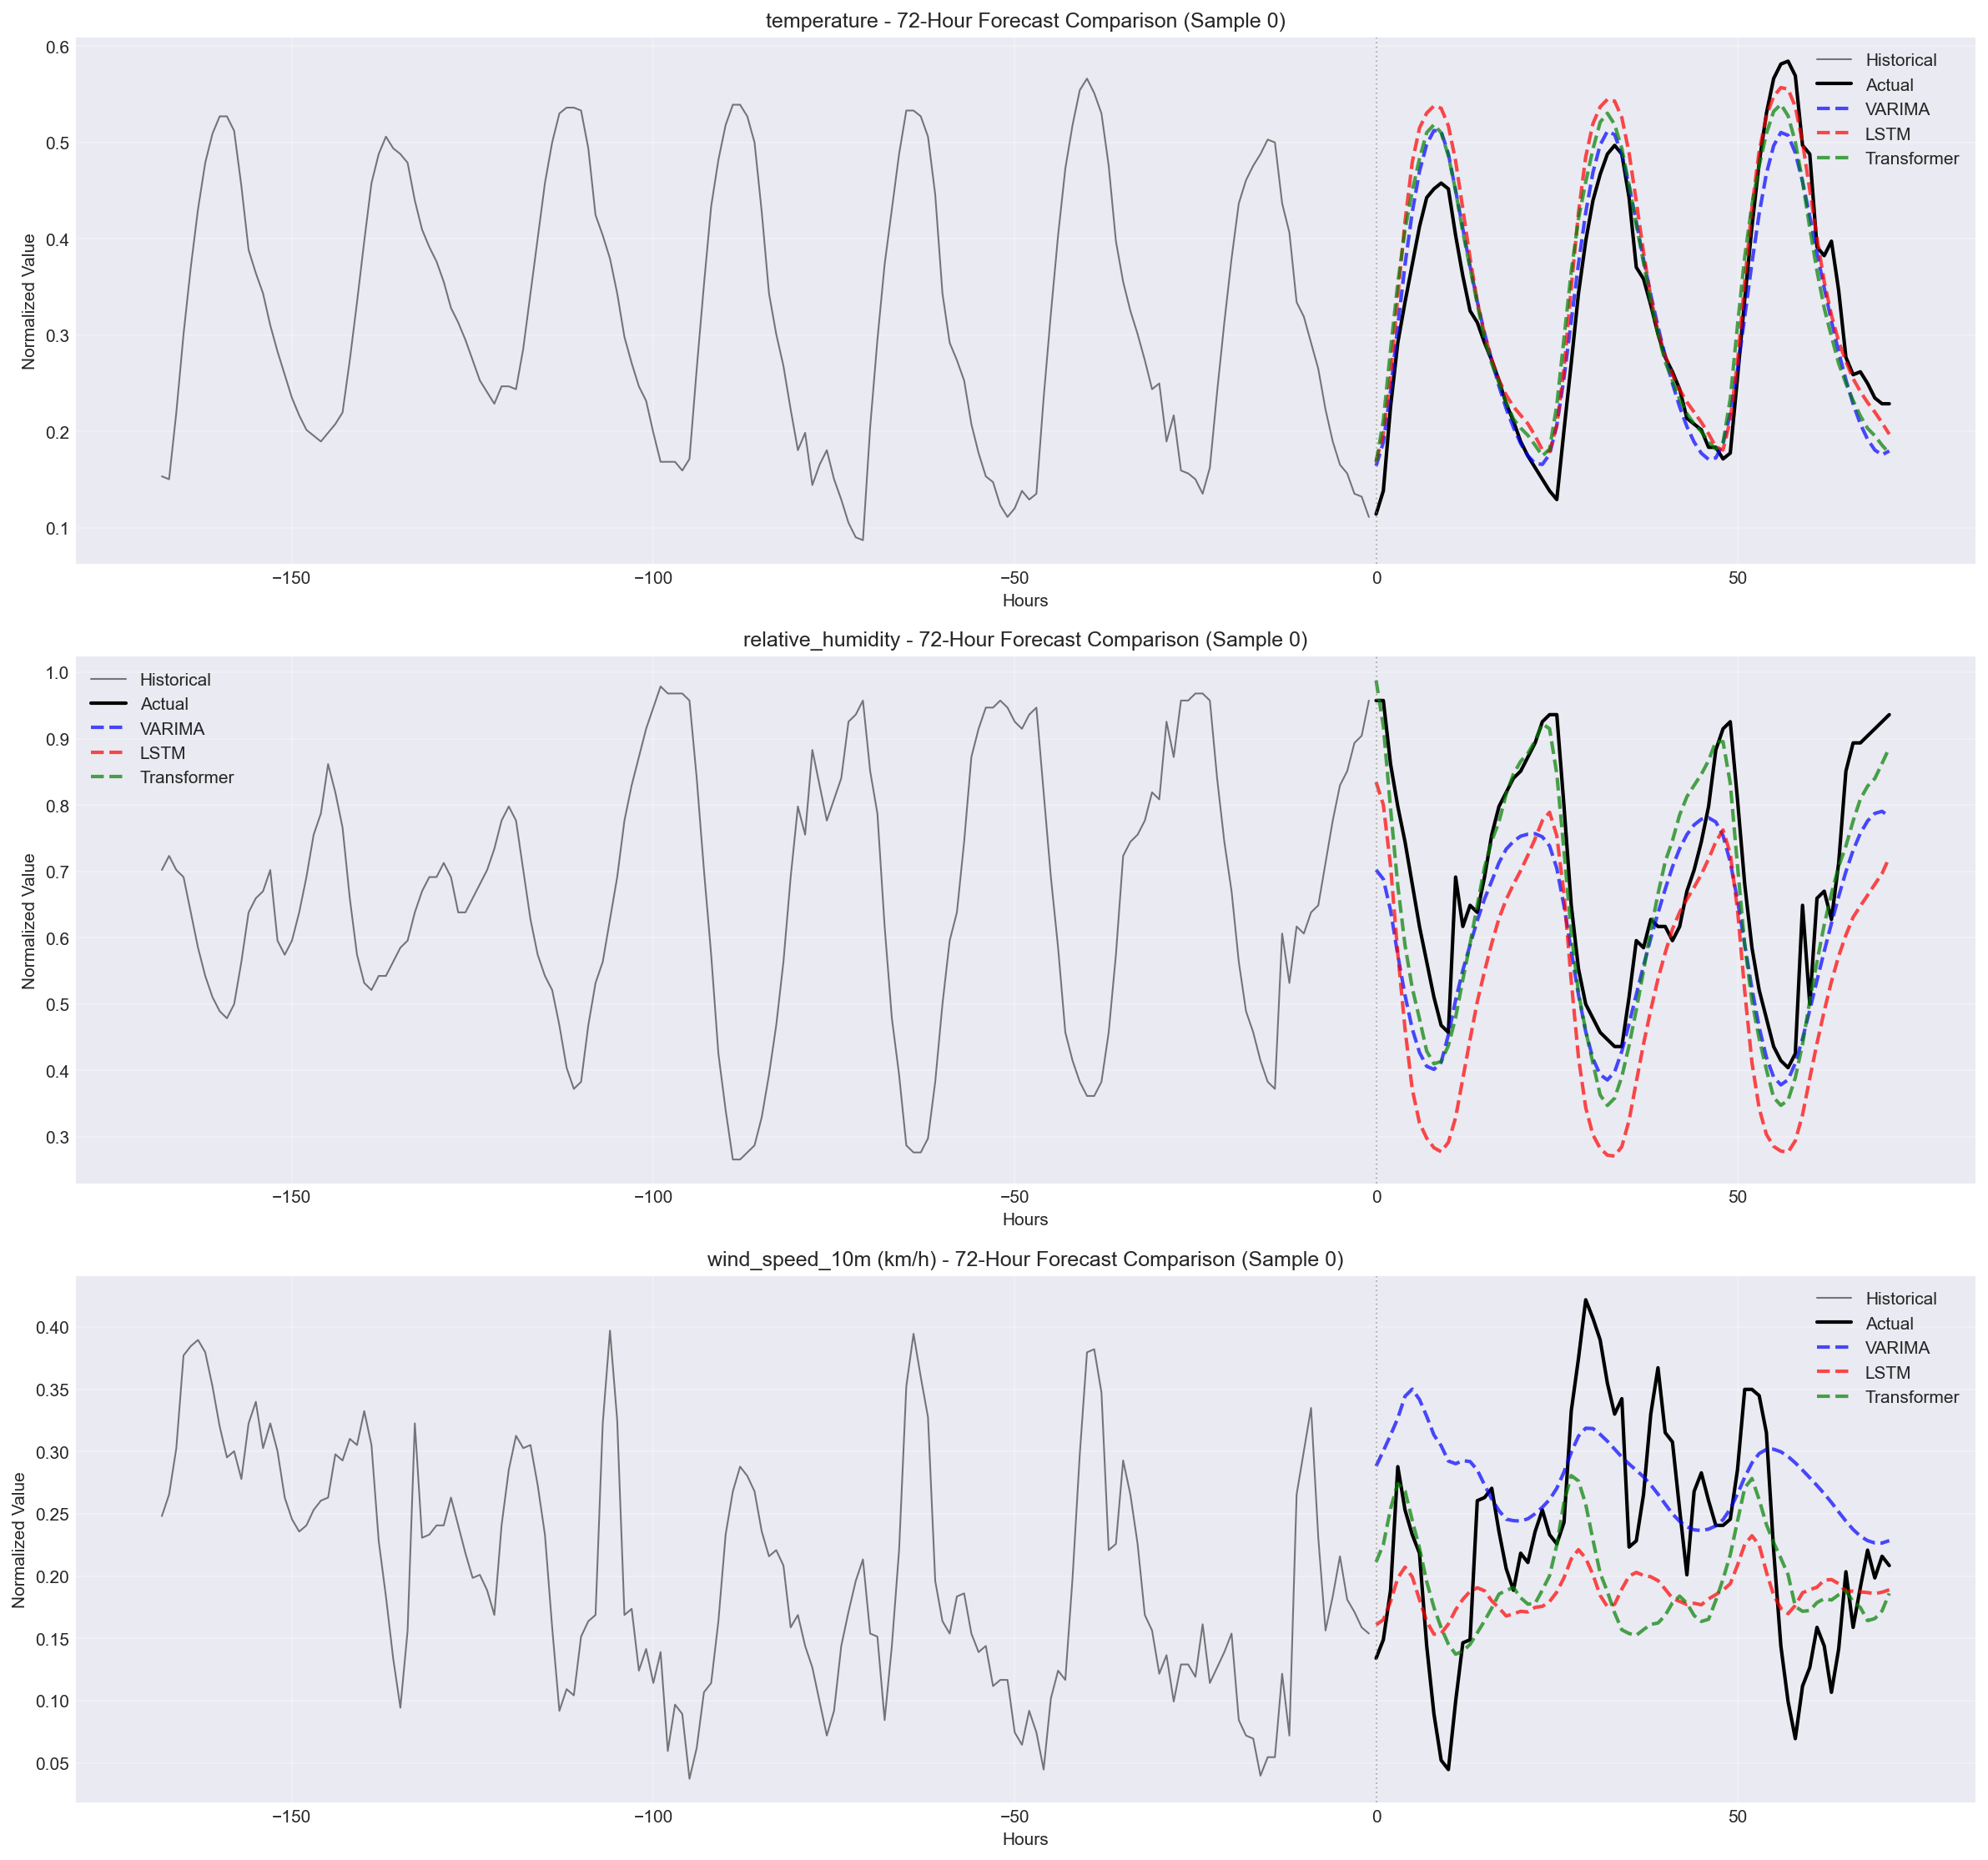 temperature - 72-Hour Forecast Comparison (Sample 0)
Normalized Value
0.6
0.5
0.4
0.3
0.2
0.1
Historical
Actual
VARIMA
LSTM
Transformer
−150 −100 −50 0 50
Hours
relative_humidity - 72-Hour Forecast Comparison (Sample 0)
Normalized Value
1.0
0.9
0.8
0.7
0.6
0.5
0.4
0.3
Historical
Actual
VARIMA
LSTM
Transformer
−150 −100 −50 0 50
Hours
wind_speed_10m (km/h) - 72-Hour Forecast Comparison (Sample 0)
Normalized Value
0.40
0.35
0.30
0.25
0.20
0.15
0.10
0.05
Historical
Actual
VARIMA
LSTM
Transformer
−150 −100 −50 0 50
Hours